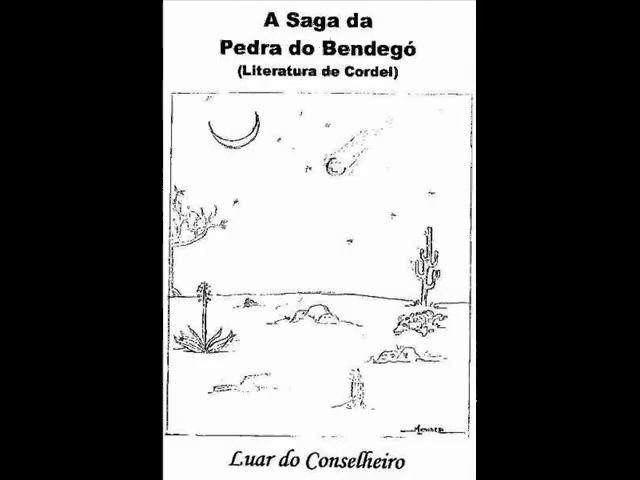 A Saga da
Pedra do Bendegó
(Literatura de Cordel)
Luar do Conselheiro